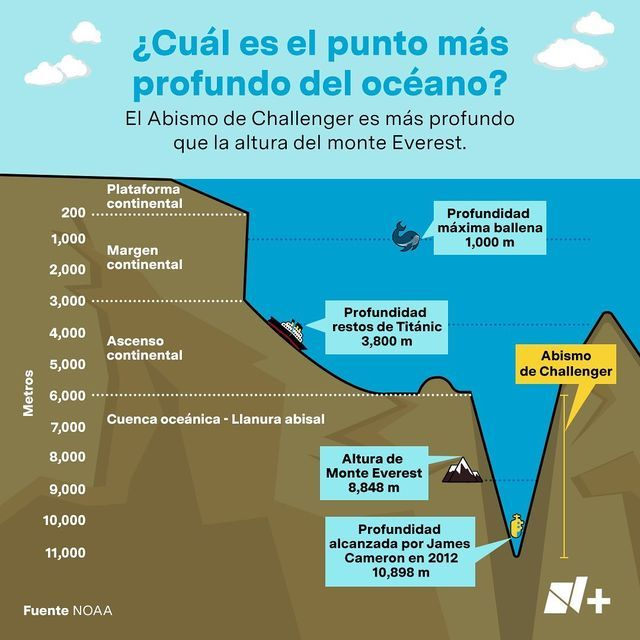 ¿Cuál es el punto más
profundo del océano?
El Abismo de Challenger es más profundo
que la altura del monte Everest.
Plataforma
continental
200
1,000
Margen
continental
2,000
3,000
4,000
Ascenso
continental
5,000
6,000
Cuenca oceánica - Llanura abisal
7,000
8,000
9,000
10,000
11,000
Metros
Profundidad
máxima ballena
1,000 m
Profundidad
restos de Titánic
3,800 m
Abismo
de Challenger
Altura de
Monte Everest
8,848 m
Profundidad
alcanzada por James
Cameron en 2012
10,898 m
Fuente NOAA
N+